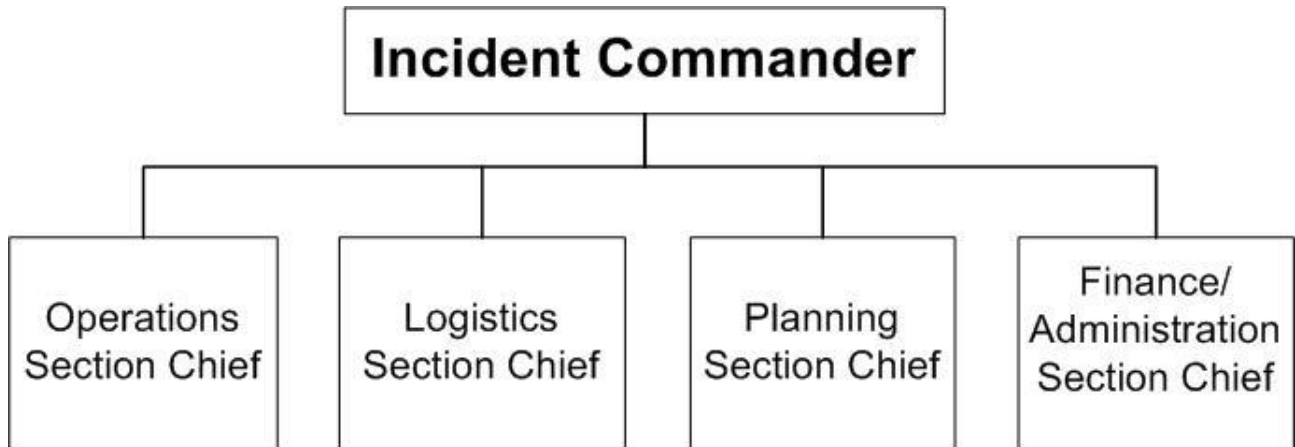 Incident Commander
Operations
Section Chief
Logistics
Section Chief
Planning
Section Chief
Finance/
Administration
Section Chief